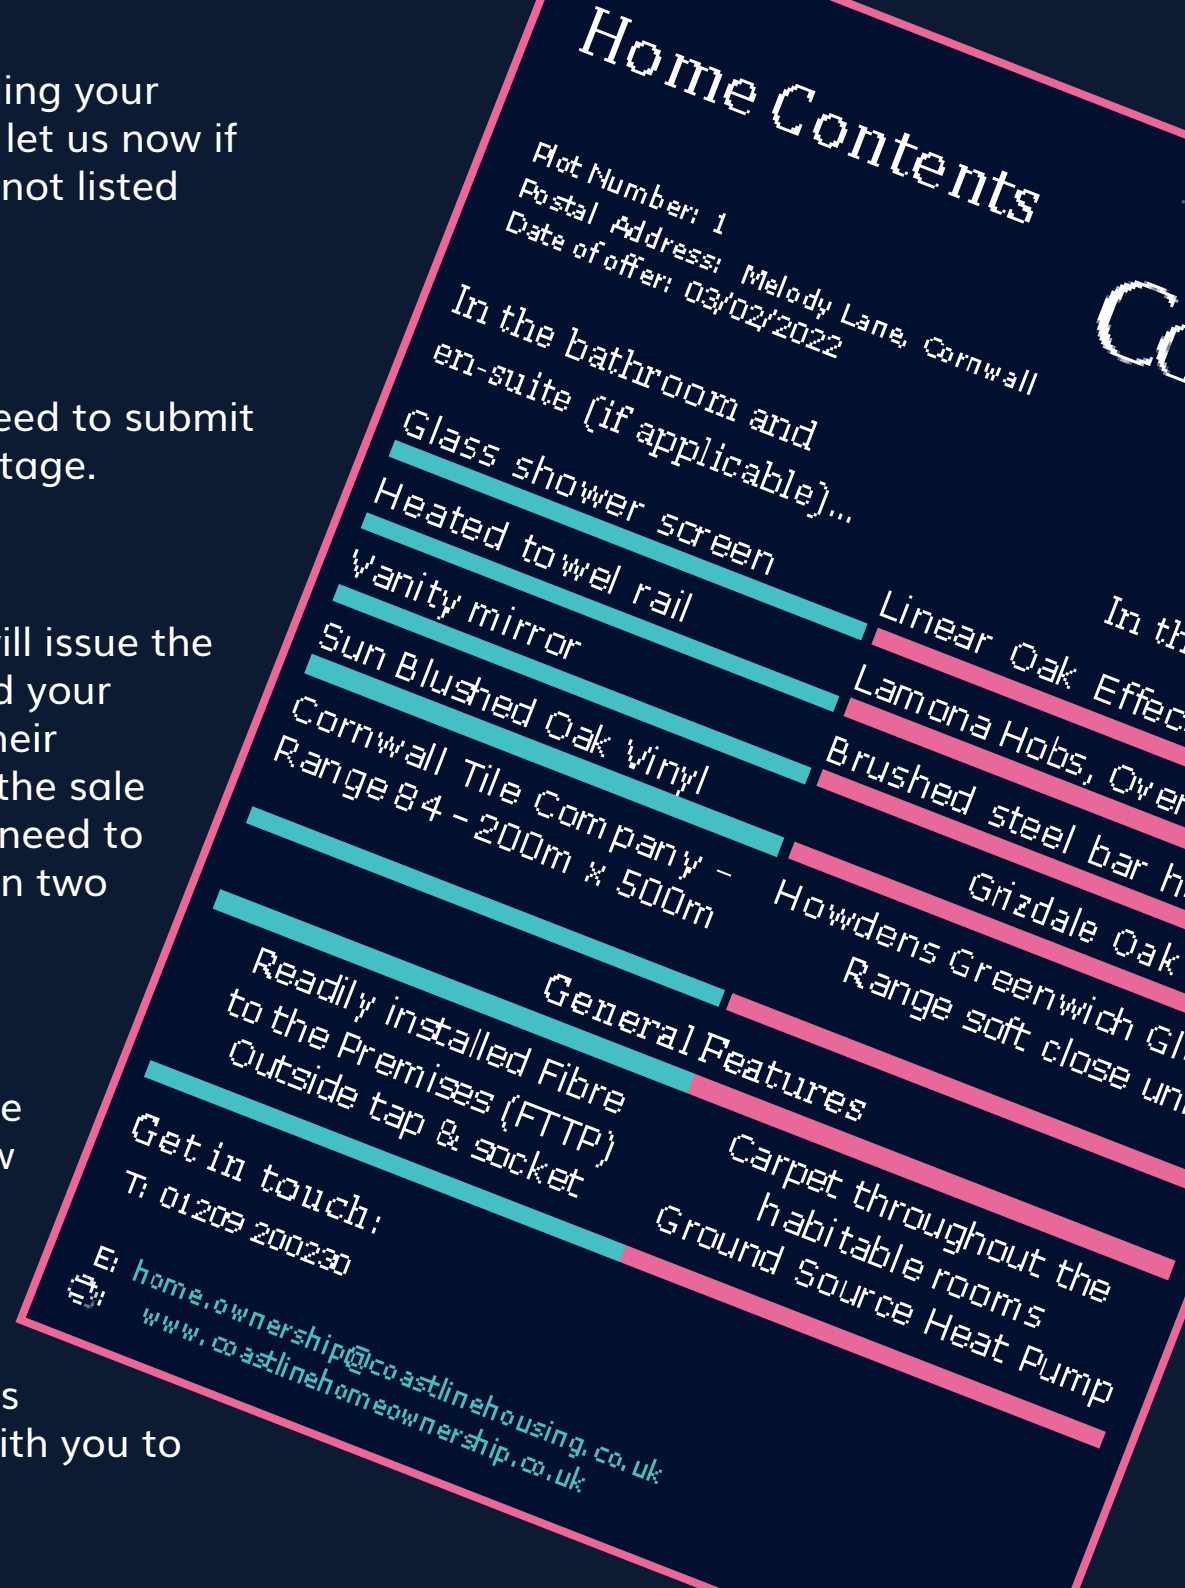 ing your
let us now if
not listed
eed to submit
tage.
ill issue the
d your
heir
the sale
need to
n two
e
w
s
ith you to
Home Contents
Plot Number: 1
Postal Address: Melody Lane, Cornwall
Date of offer: 03/02/2022
Co
In the bathroom and
en-suite (if applicable)...
Glass shower screen
Heated towel rail
Vanity mirror
Sun Blushed Oak Vinyl
Cornwall Tile Company -
Range 84 - 200m x 500m
In th
Linear Oak Effec
Lamona Hobs, Over
Brushed steel bar h
Grizdale Oak
Howdens Greenwich Gl
Range soft close un
General Features
Readily installed Fibre
to the Premises (FTTP)
Outside tap & socket
Carpet throughout the
habitable rooms
Ground Source Heat Pump
Get in touch:
T: 01209 200230
E: home.ownership@coastlinehousing.co.uk
www.coastlinehomeownership.co.uk